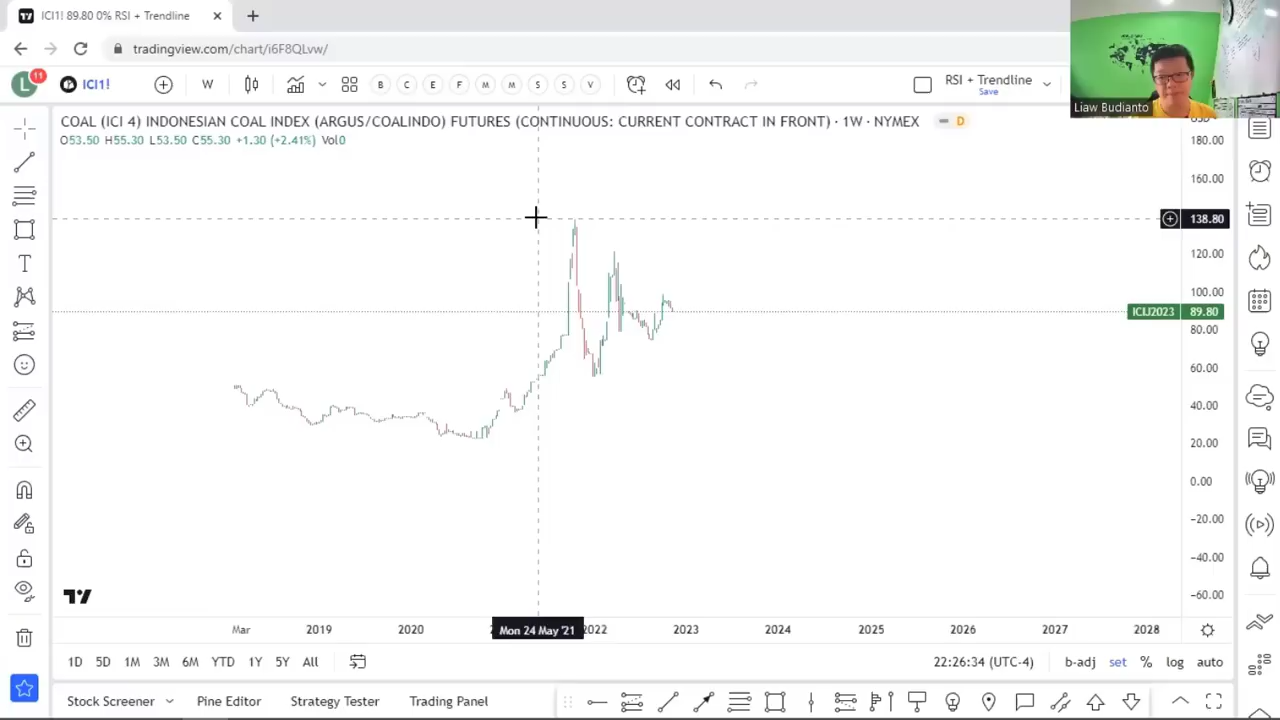 ICI1! 89.80 0% RSI + Trendline
tradingview.com/chart/i6F8QLvw/
L 11 ICI1! W B C E F M M S S V RSI + Trendline
Save
Liaw Budianto
COAL (ICI 4) INDONESIAN COAL INDEX (ARGUS/COALINDO) FUTURES (CONTINUOUS: CURRENT CONTRACT IN FRONT) · 1W · NYMEX D
O53.50 H55.30 L53.50 C55.30 +1.30 (+2.41%) Vol0
180.00
160.00
138.80
120.00
100.00
ICIJ2023 89.80
80.00
60.00
40.00
20.00
0.00
−20.00
−40.00
−60.00
Mar 2019 2020 Mon 24 May '21 2022 2023 2024 2025 2026 2027 2028
1D 5D 1M 3M 6M YTD 1Y 5Y All 22:26:34 (UTC-4) b-adj set % log auto
Stock Screener Pine Editor Strategy Tester Trading Panel